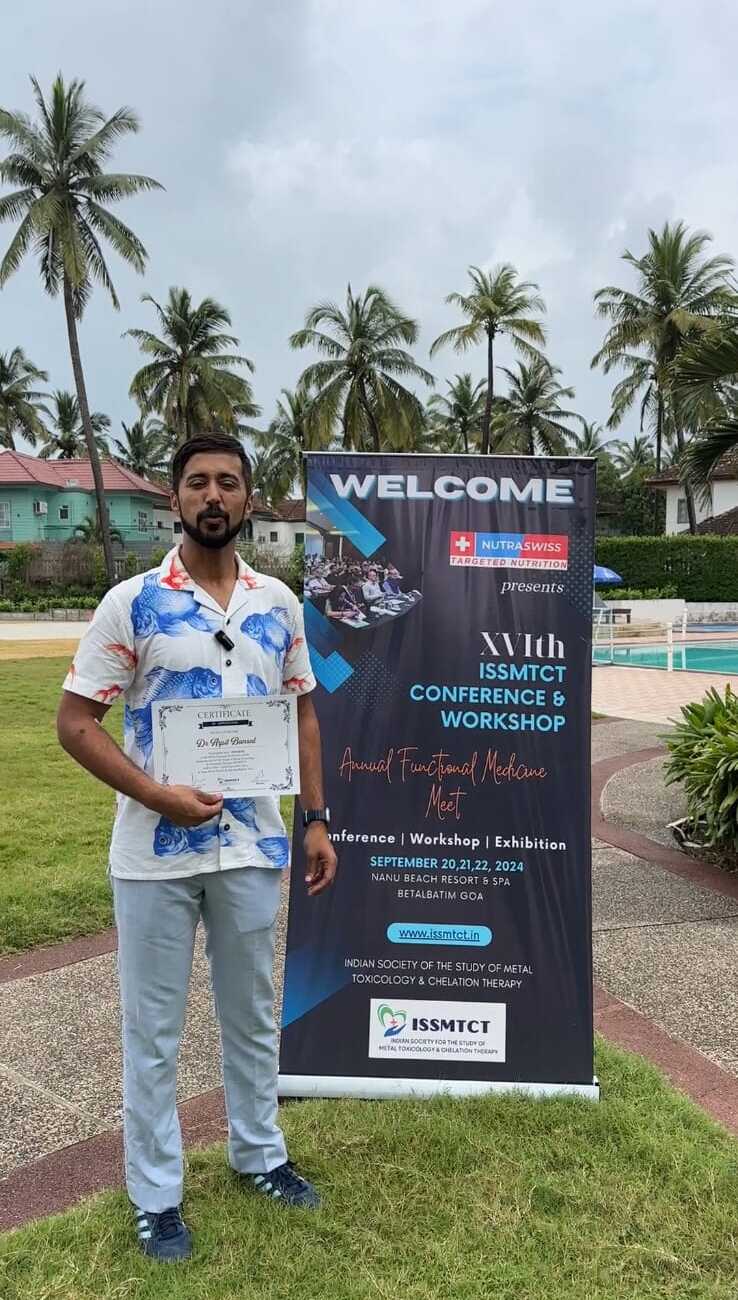 WELCOME
NUTRASWISS
TARGETED NUTRITION
presents
XVIth
ISSMTCT
CONFERENCE &
WORKSHOP
Annual Functional Medicine
Meet
onference | Workshop | Exhibition
SEPTEMBER 20,21,22, 2024
NANU BEACH RESORT & SPA
BETALBATIM GOA
www.issmtct.in
INDIAN SOCIETY OF THE STUDY OF METAL
TOXICOLOGY & CHELATION THERAPY
ISSMTCT
INDIAN SOCIETY FOR THE STUDY OF
METAL TOXICOLOGY & CHELATION THERAPY
CERTIFICATE
Dr Arpit Bansal